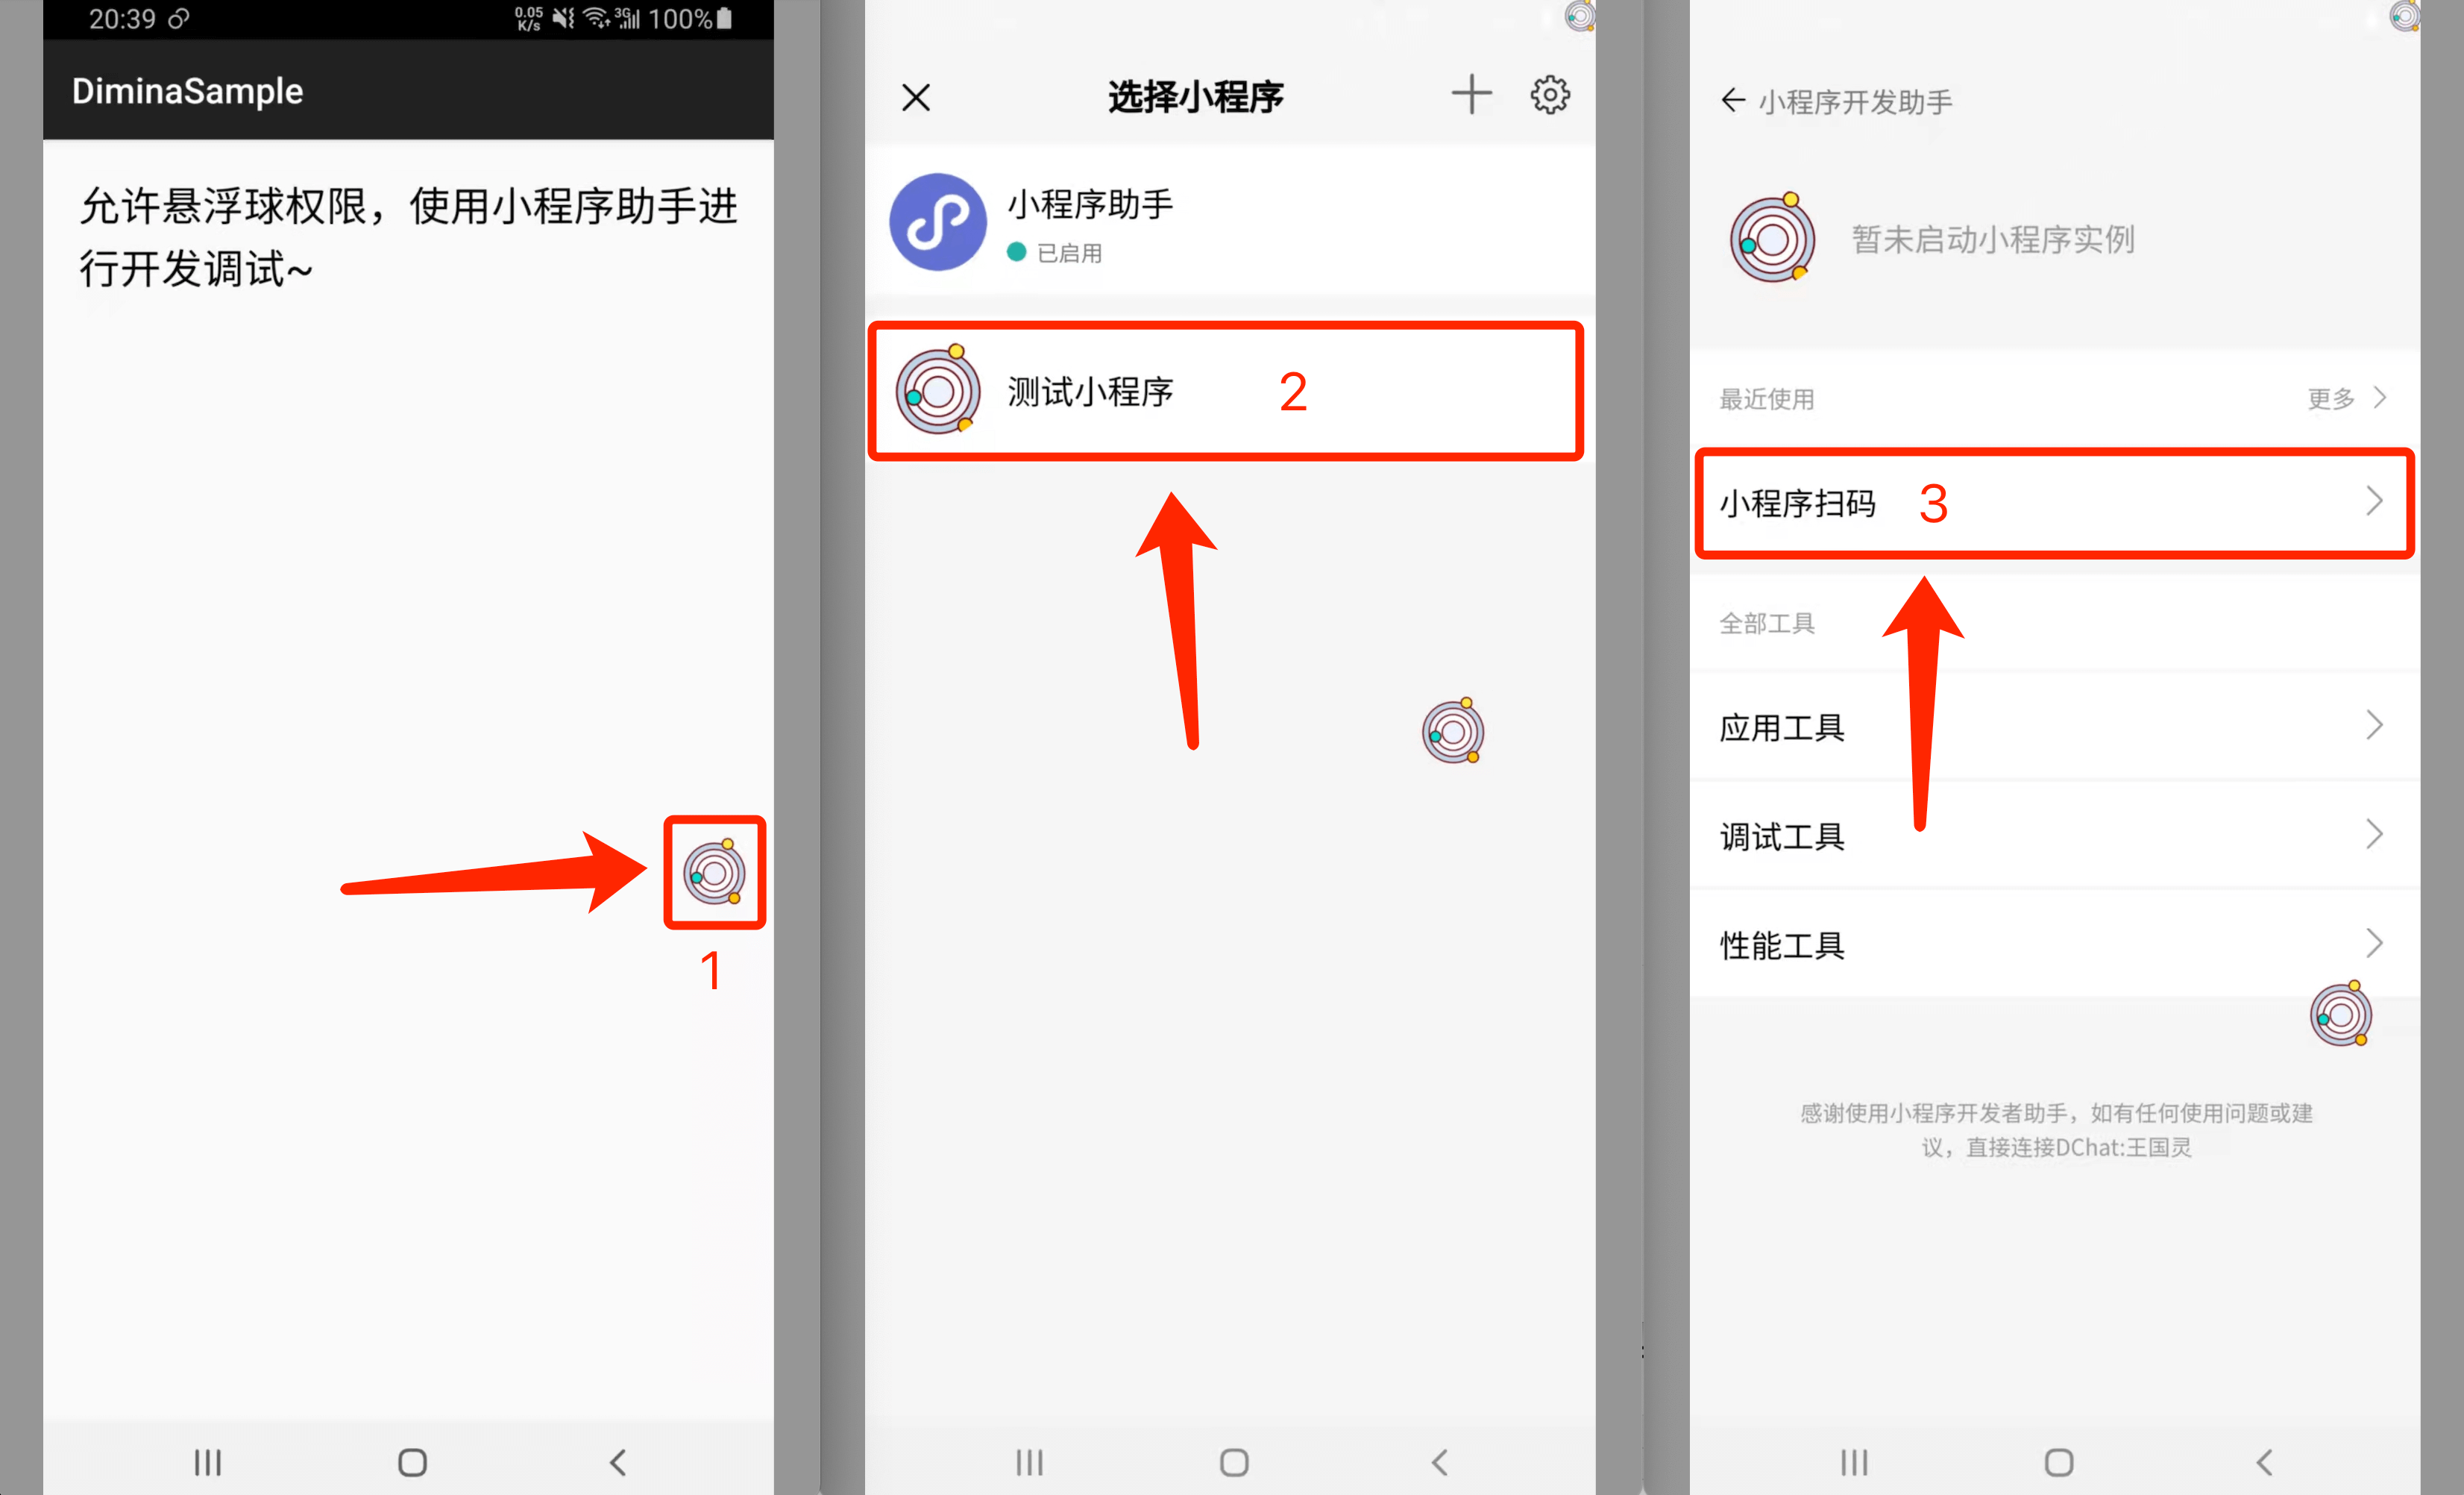 20:39
0.05 K/s 3G 100%
DiminaSample
允许悬浮球权限，使用小程序助手进
行开发调试~
1
选择小程序
小程序助手
已启用
测试小程序 2
小程序开发助手
暂未启动小程序实例
最近使用 更多
小程序扫码 3
全部工具
应用工具
调试工具
性能工具
感谢使用小程序开发者助手，如有任何使用问题或建
议，直接连接DChat:王国灵